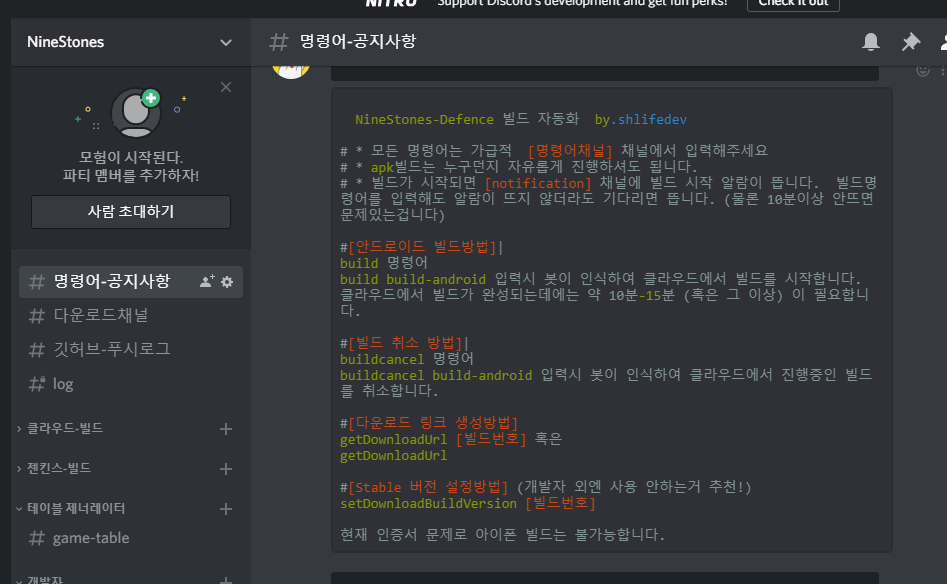 NITRO Support Discord's development and get fun perks! Check it out
NineStones
# 명령어-공지사항
모험이 시작된다.
파티 멤버를 추가하자!
사람 초대하기
# 명령어-공지사항
# 다운로드채널
# 깃허브-푸시로그
# log
클라우드-빌드
젠킨스-빌드
테이블 제너레이터
# game-table
개발자
NineStones-Defence 빌드 자동화 by.shlifedev
# * 모든 명령어는 가급적 [명령어채널] 채널에서 입력해주세요
# * apk빌드는 누구던지 자유롭게 진행하셔도 됩니다.
# * 빌드가 시작되면 [notification] 채널에 빌드 시작 알람이 뜹니다. 빌드명
령어를 입력해도 알람이 뜨지 않더라도 기다리면 뜹니다. (물론 10분이상 안뜨면
문제있는겁니다)
#[안드로이드 빌드방법]|
build 명령어
build build-android 입력시 봇이 인식하여 클라우드에서 빌드를 시작합니다.
클라우드에서 빌드가 완성되는데에는 약 10분-15분 (혹은 그 이상) 이 필요합니
다.
#[빌드 취소 방법]|
buildcancel 명령어
buildcancel build-android 입력시 봇이 인식하여 클라우드에서 진행중인 빌드
를 취소합니다.
#[다운로드 링크 생성방법]
getDownloadUrl [빌드번호] 혹은
getDownloadUrl
#[Stable 버전 설정방법] (개발자 외엔 사용 안하는거 추천!)
setDownloadBuildVersion [빌드번호]
현재 인증서 문제로 아이폰 빌드는 불가능합니다.